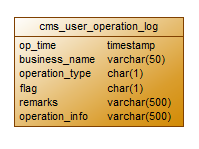 cms_user_operation_log
op_time timestamp
business_name varchar(50)
operation_type char(1)
flag char(1)
remarks varchar(500)
operation_info varchar(500)